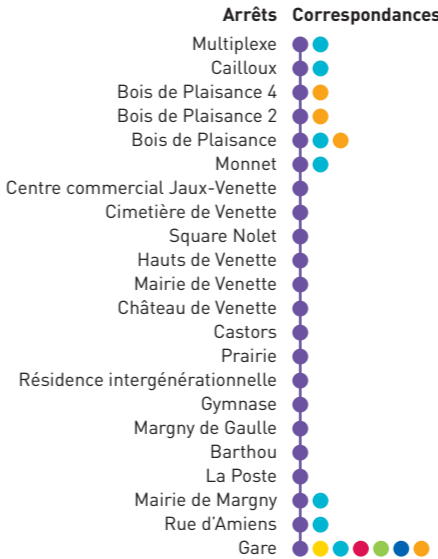 Arrêts Correspondances
Multiplexe
Cailloux
Bois de Plaisance 4
Bois de Plaisance 2
Bois de Plaisance
Monnet
Centre commercial Jaux-Venette
Cimetière de Venette
Square Nolet
Hauts de Venette
Mairie de Venette
Château de Venette
Castors
Prairie
Résidence intergénérationnelle
Gymnase
Margny de Gaulle
Barthou
La Poste
Mairie de Margny
Rue d'Amiens
Gare